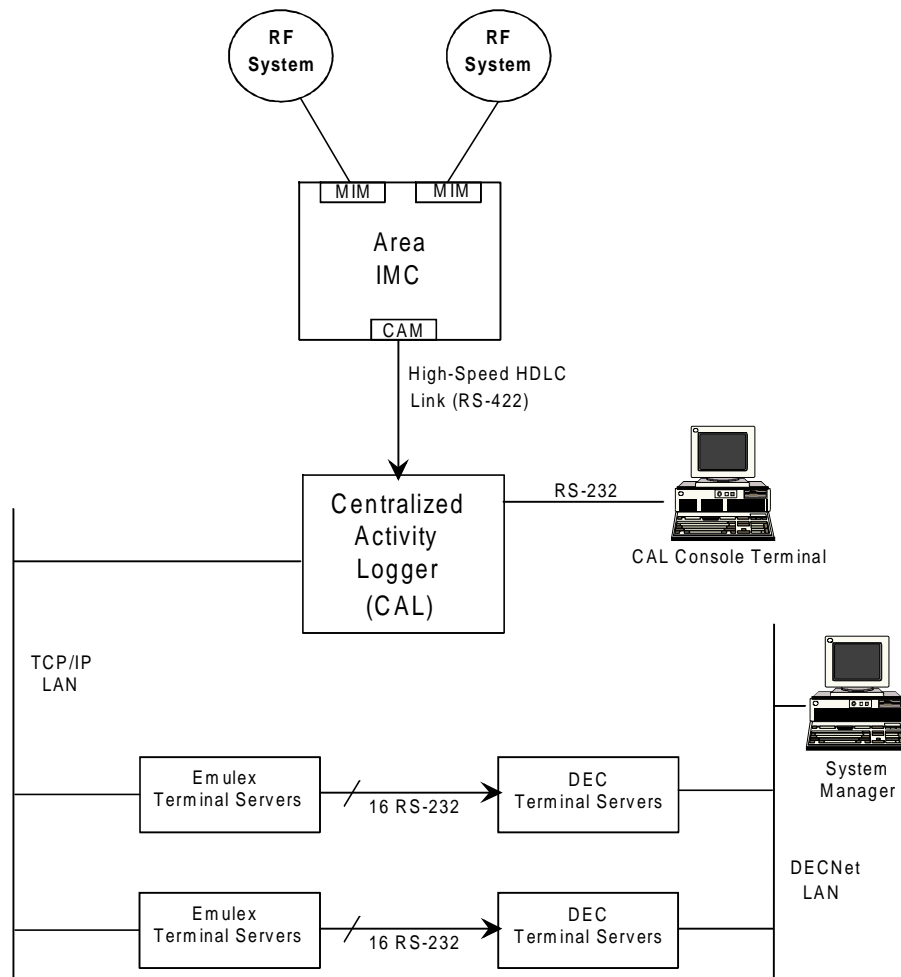 RF
System
RF
System
MIM
MIM
Area
IMC
CAM
High-Speed HDLC
Link (RS-422)
Centralized
Activity
Logger
(CAL)
RS-232
CAL Console Terminal
TCP/IP
LAN
System
Manager
Emulex
Terminal Servers
16 RS-232
DEC
Terminal Servers
DECNet
LAN
Emulex
Terminal Servers
16 RS-232
DEC
Terminal Servers